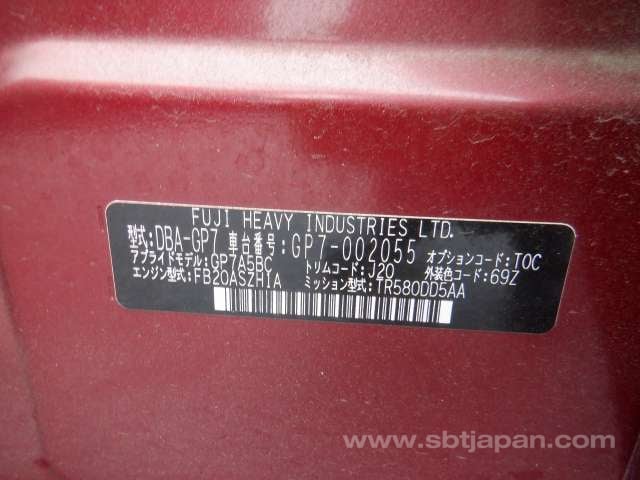 FUJI HEAVY INDUSTRIES LTD.
型式: DBA-GP7 車台番号: GP7-002055 オプションコード: TOC
アプライドモデル: GP7A5BC トリムコード: J20 外装色コード: 69Z
エンジン型式: FB20ASZH1A ミッション型式: TR580DD5AA
www.sbtjapan.com